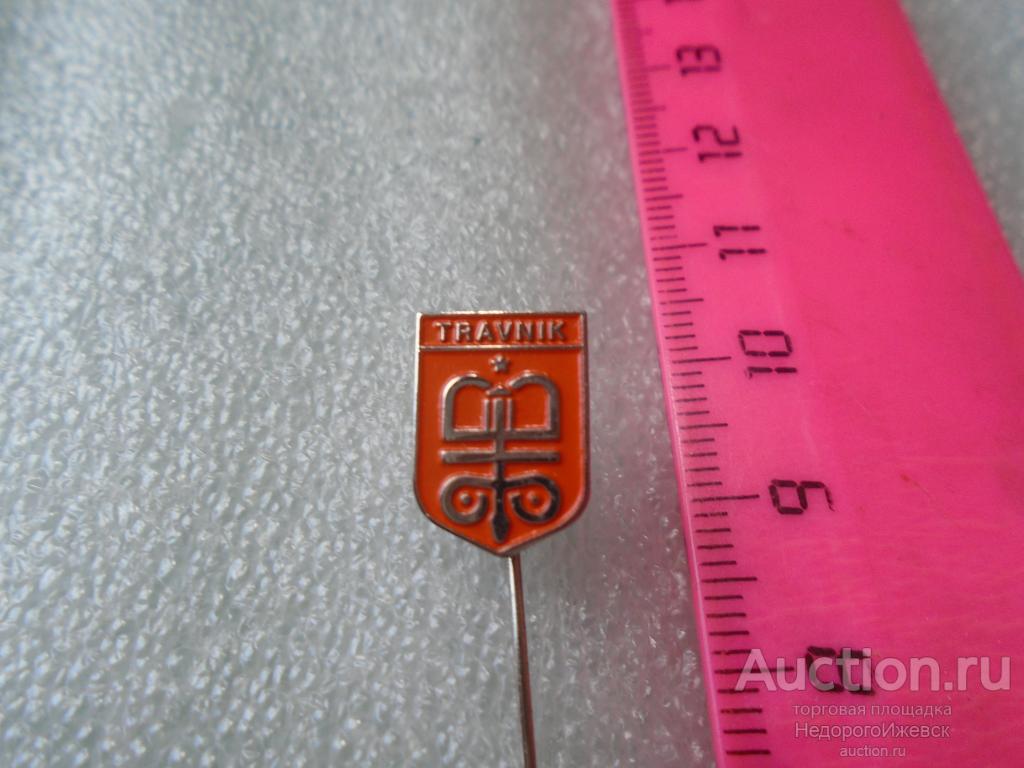 TRAVNIK
13
12
11
10
9
8
Auction.ru
торговая площадка
НедорогоИжевск
auction.ru